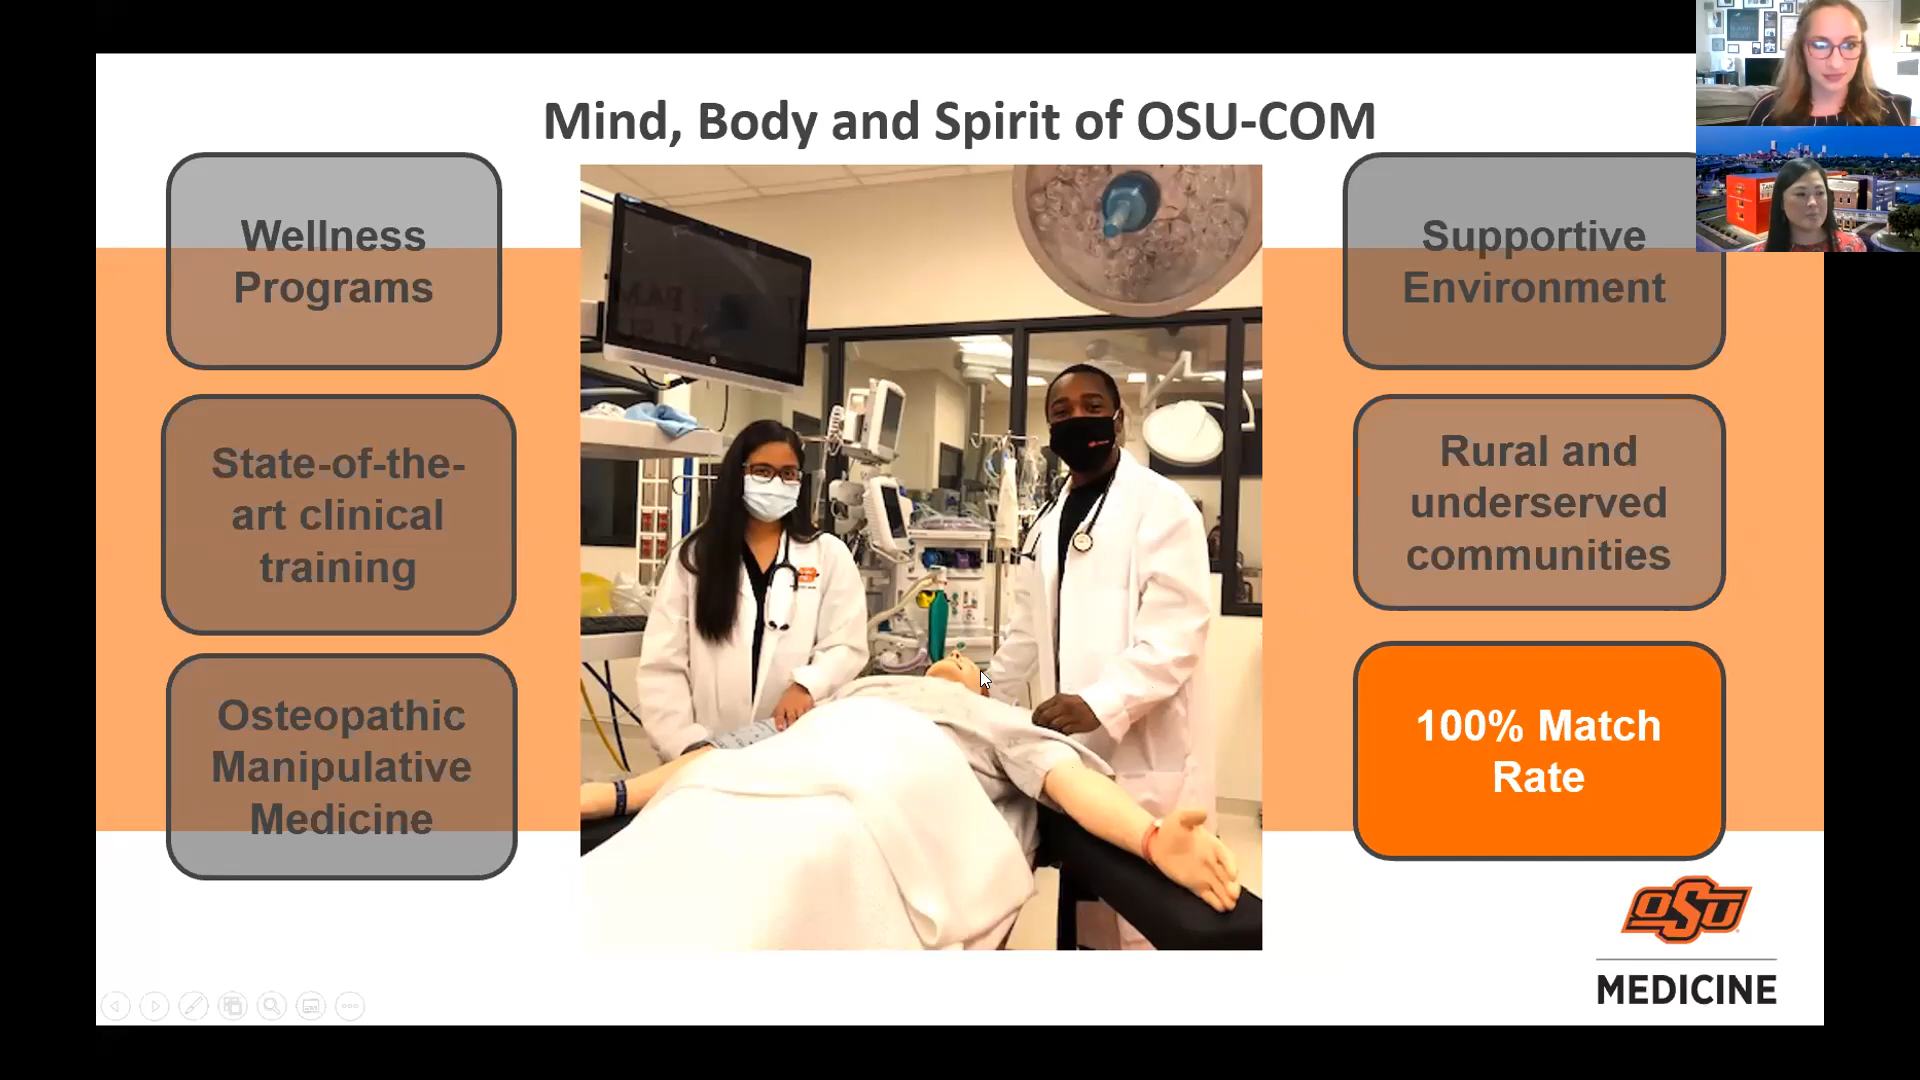 Mind, Body and Spirit of OSU-COM
Wellness
Programs
State-of-the-
art clinical
training
Osteopathic
Manipulative
Medicine
Supportive
Environment
Rural and
underserved
communities
100% Match
Rate
OSU
MEDICINE